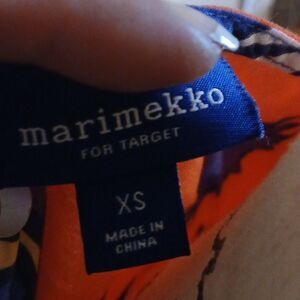 marimekko
FOR TARGET
XS
MADE IN
CHINA